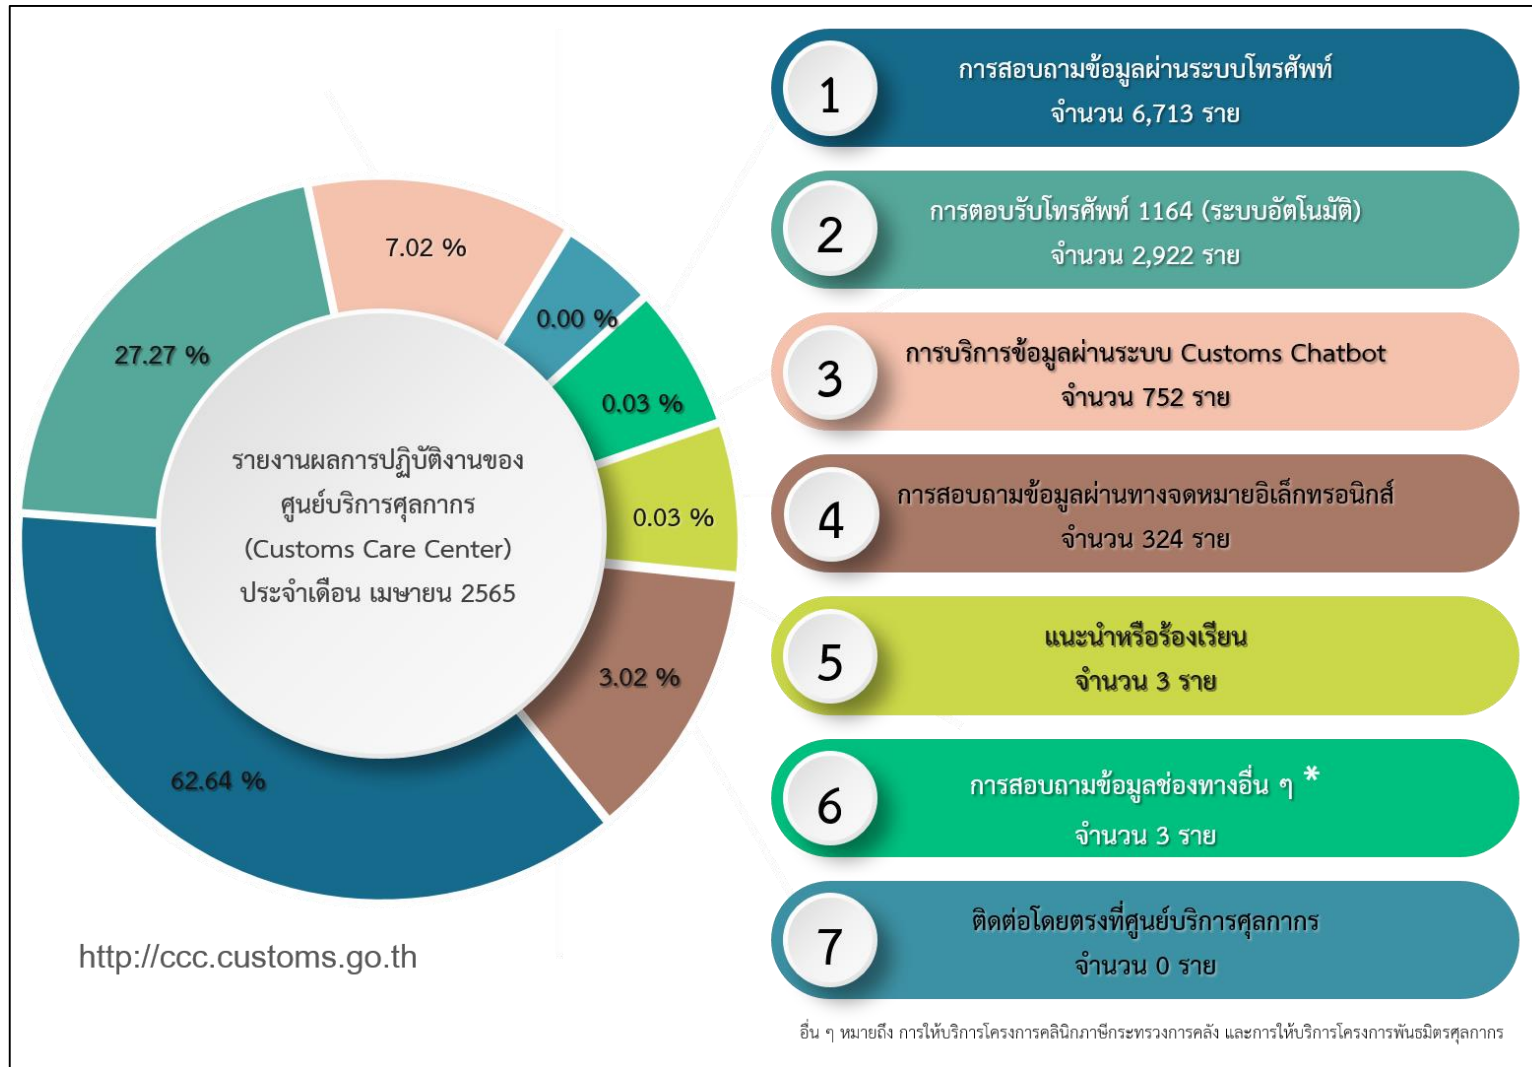 7.02 %
0.00 %
27.27 %
0.03 %
0.03 %
3.02 %
62.64 %
รายงานผลการปฏิบัติงานของ
ศูนย์บริการศุลกากร
(Customs Care Center)
ประจำเดือน เมษายน 2565
http://ccc.customs.go.th
1
การสอบถามข้อมูลผ่านระบบโทรศัพท์
จำนวน 6,713 ราย
2
การตอบรับโทรศัพท์ 1164 (ระบบอัตโนมัติ)
จำนวน 2,922 ราย
3
การบริการข้อมูลผ่านระบบ Customs Chatbot
จำนวน 752 ราย
4
การสอบถามข้อมูลผ่านทางจดหมายอิเล็กทรอนิกส์
จำนวน 324 ราย
5
แนะนำหรือร้องเรียน
จำนวน 3 ราย
6
การสอบถามข้อมูลช่องทางอื่น ๆ *
จำนวน 3 ราย
7
ติดต่อโดยตรงที่ศูนย์บริการศุลกากร
จำนวน 0 ราย
อื่น ๆ หมายถึง การให้บริการโครงการคลินิกภาษีกระทรวงการคลัง และการให้บริการโครงการพันธมิตรศุลกากร